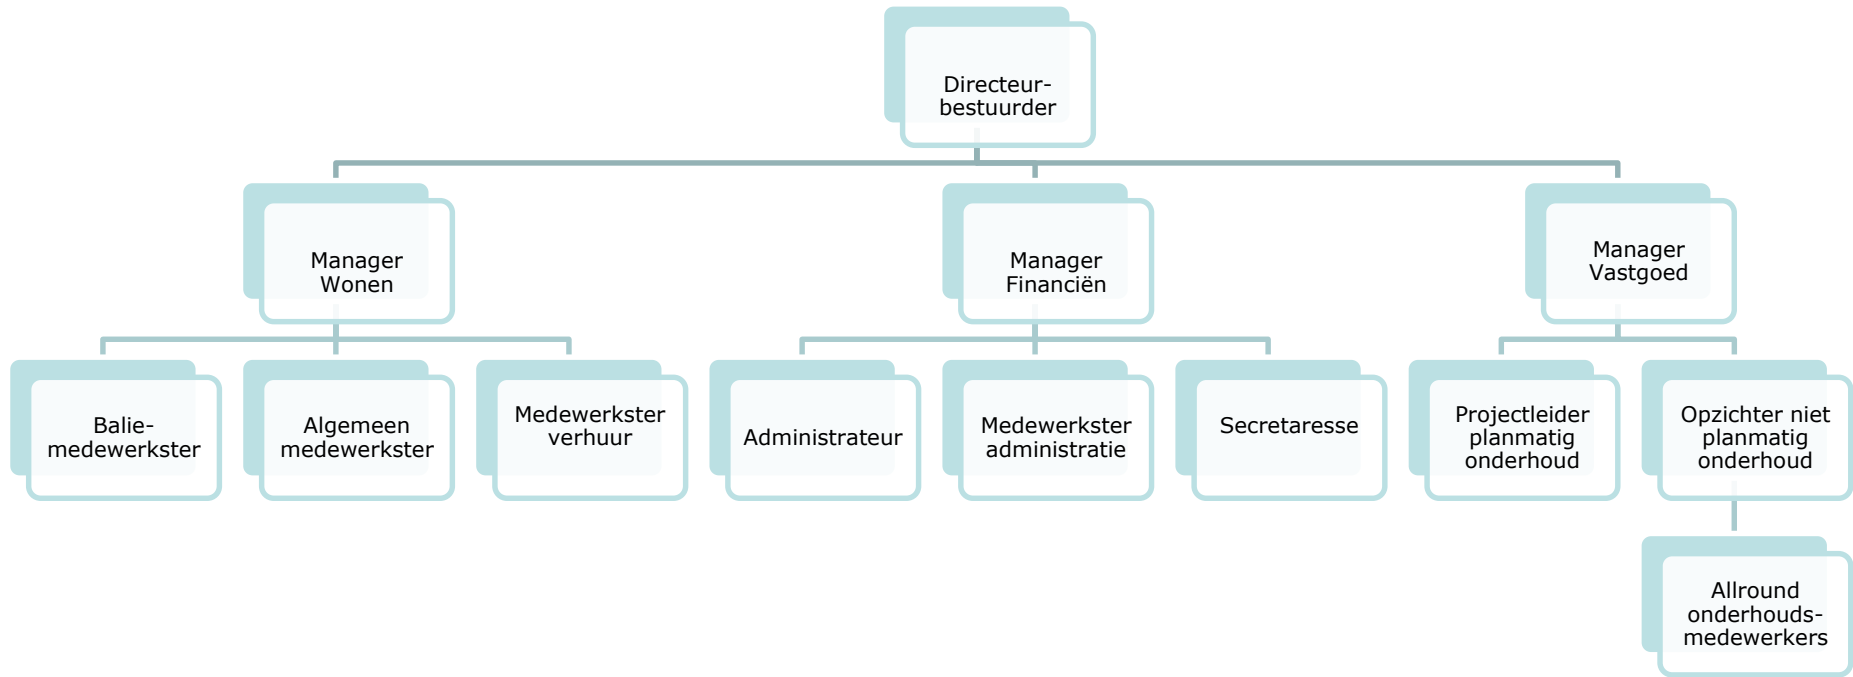 Directeur-
bestuurder
Manager
Wonen
Manager
Financiën
Manager
Vastgoed
Balie-
medewerkster
Algemeen
medewerkster
Medewerkster
verhuur
Administrateur
Medewerkster
administratie
Secretaresse
Projectleider
planmatig
onderhoud
Opzichter niet
planmatig
onderhoud
Allround
onderhouds-
medewerkers